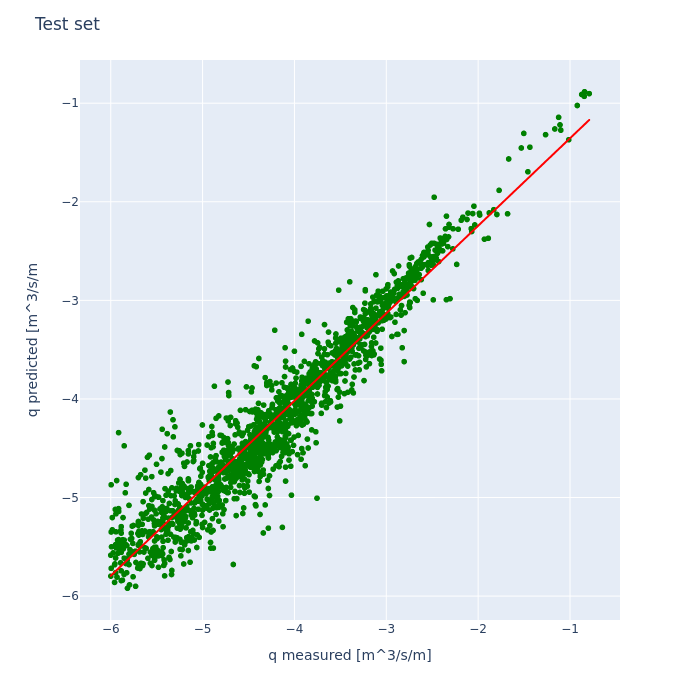 Test set
−1
−2
−3
−4
−5
−6
q predicted [m^3/s/m
−6 −5 −4 −3 −2 −1
q measured [m^3/s/m]